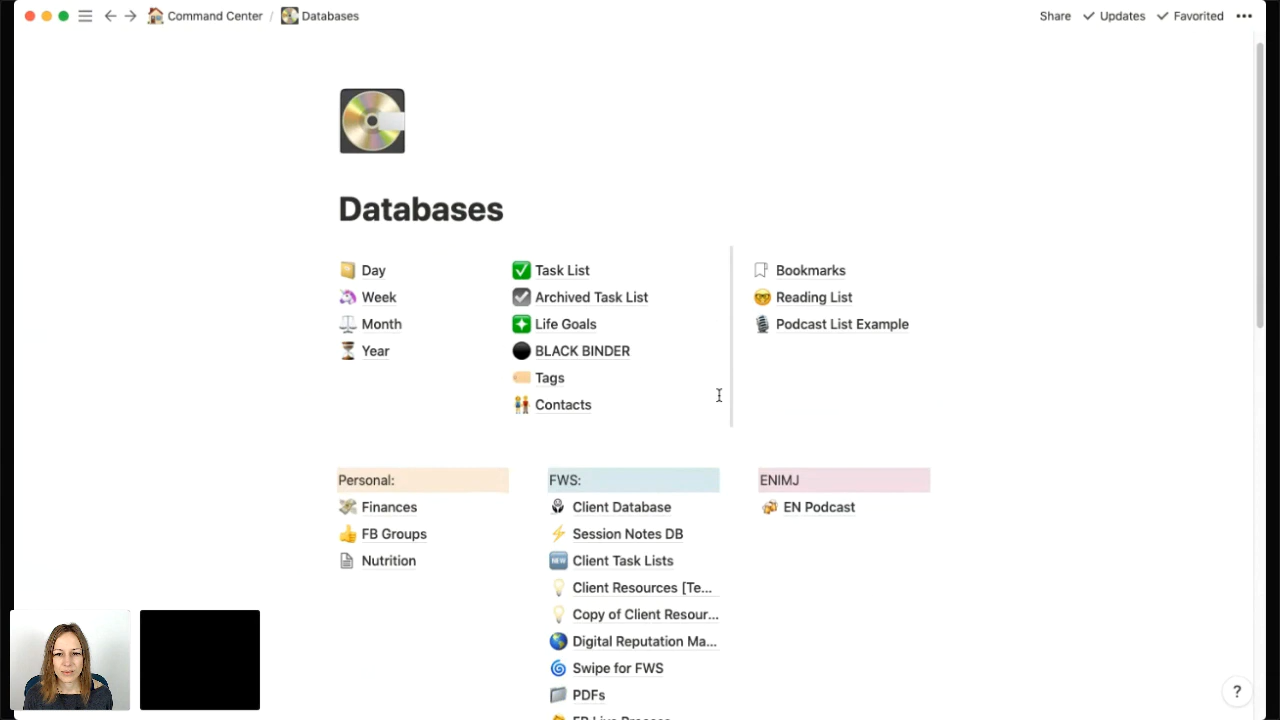 Command Center / Databases
Share Updates Favorited
Databases
Day
Week
Month
Year
Task List
Archived Task List
Life Goals
BLACK BINDER
Tags
Contacts
Bookmarks
Reading List
Podcast List Example
Personal:
Finances
FB Groups
Nutrition
FWS:
Client Database
Session Notes DB
NEW Client Task Lists
Client Resources [Te...
Copy of Client Resour...
Digital Reputation Ma...
Swipe for FWS
PDFs
ENIMJ
EN Podcast
?